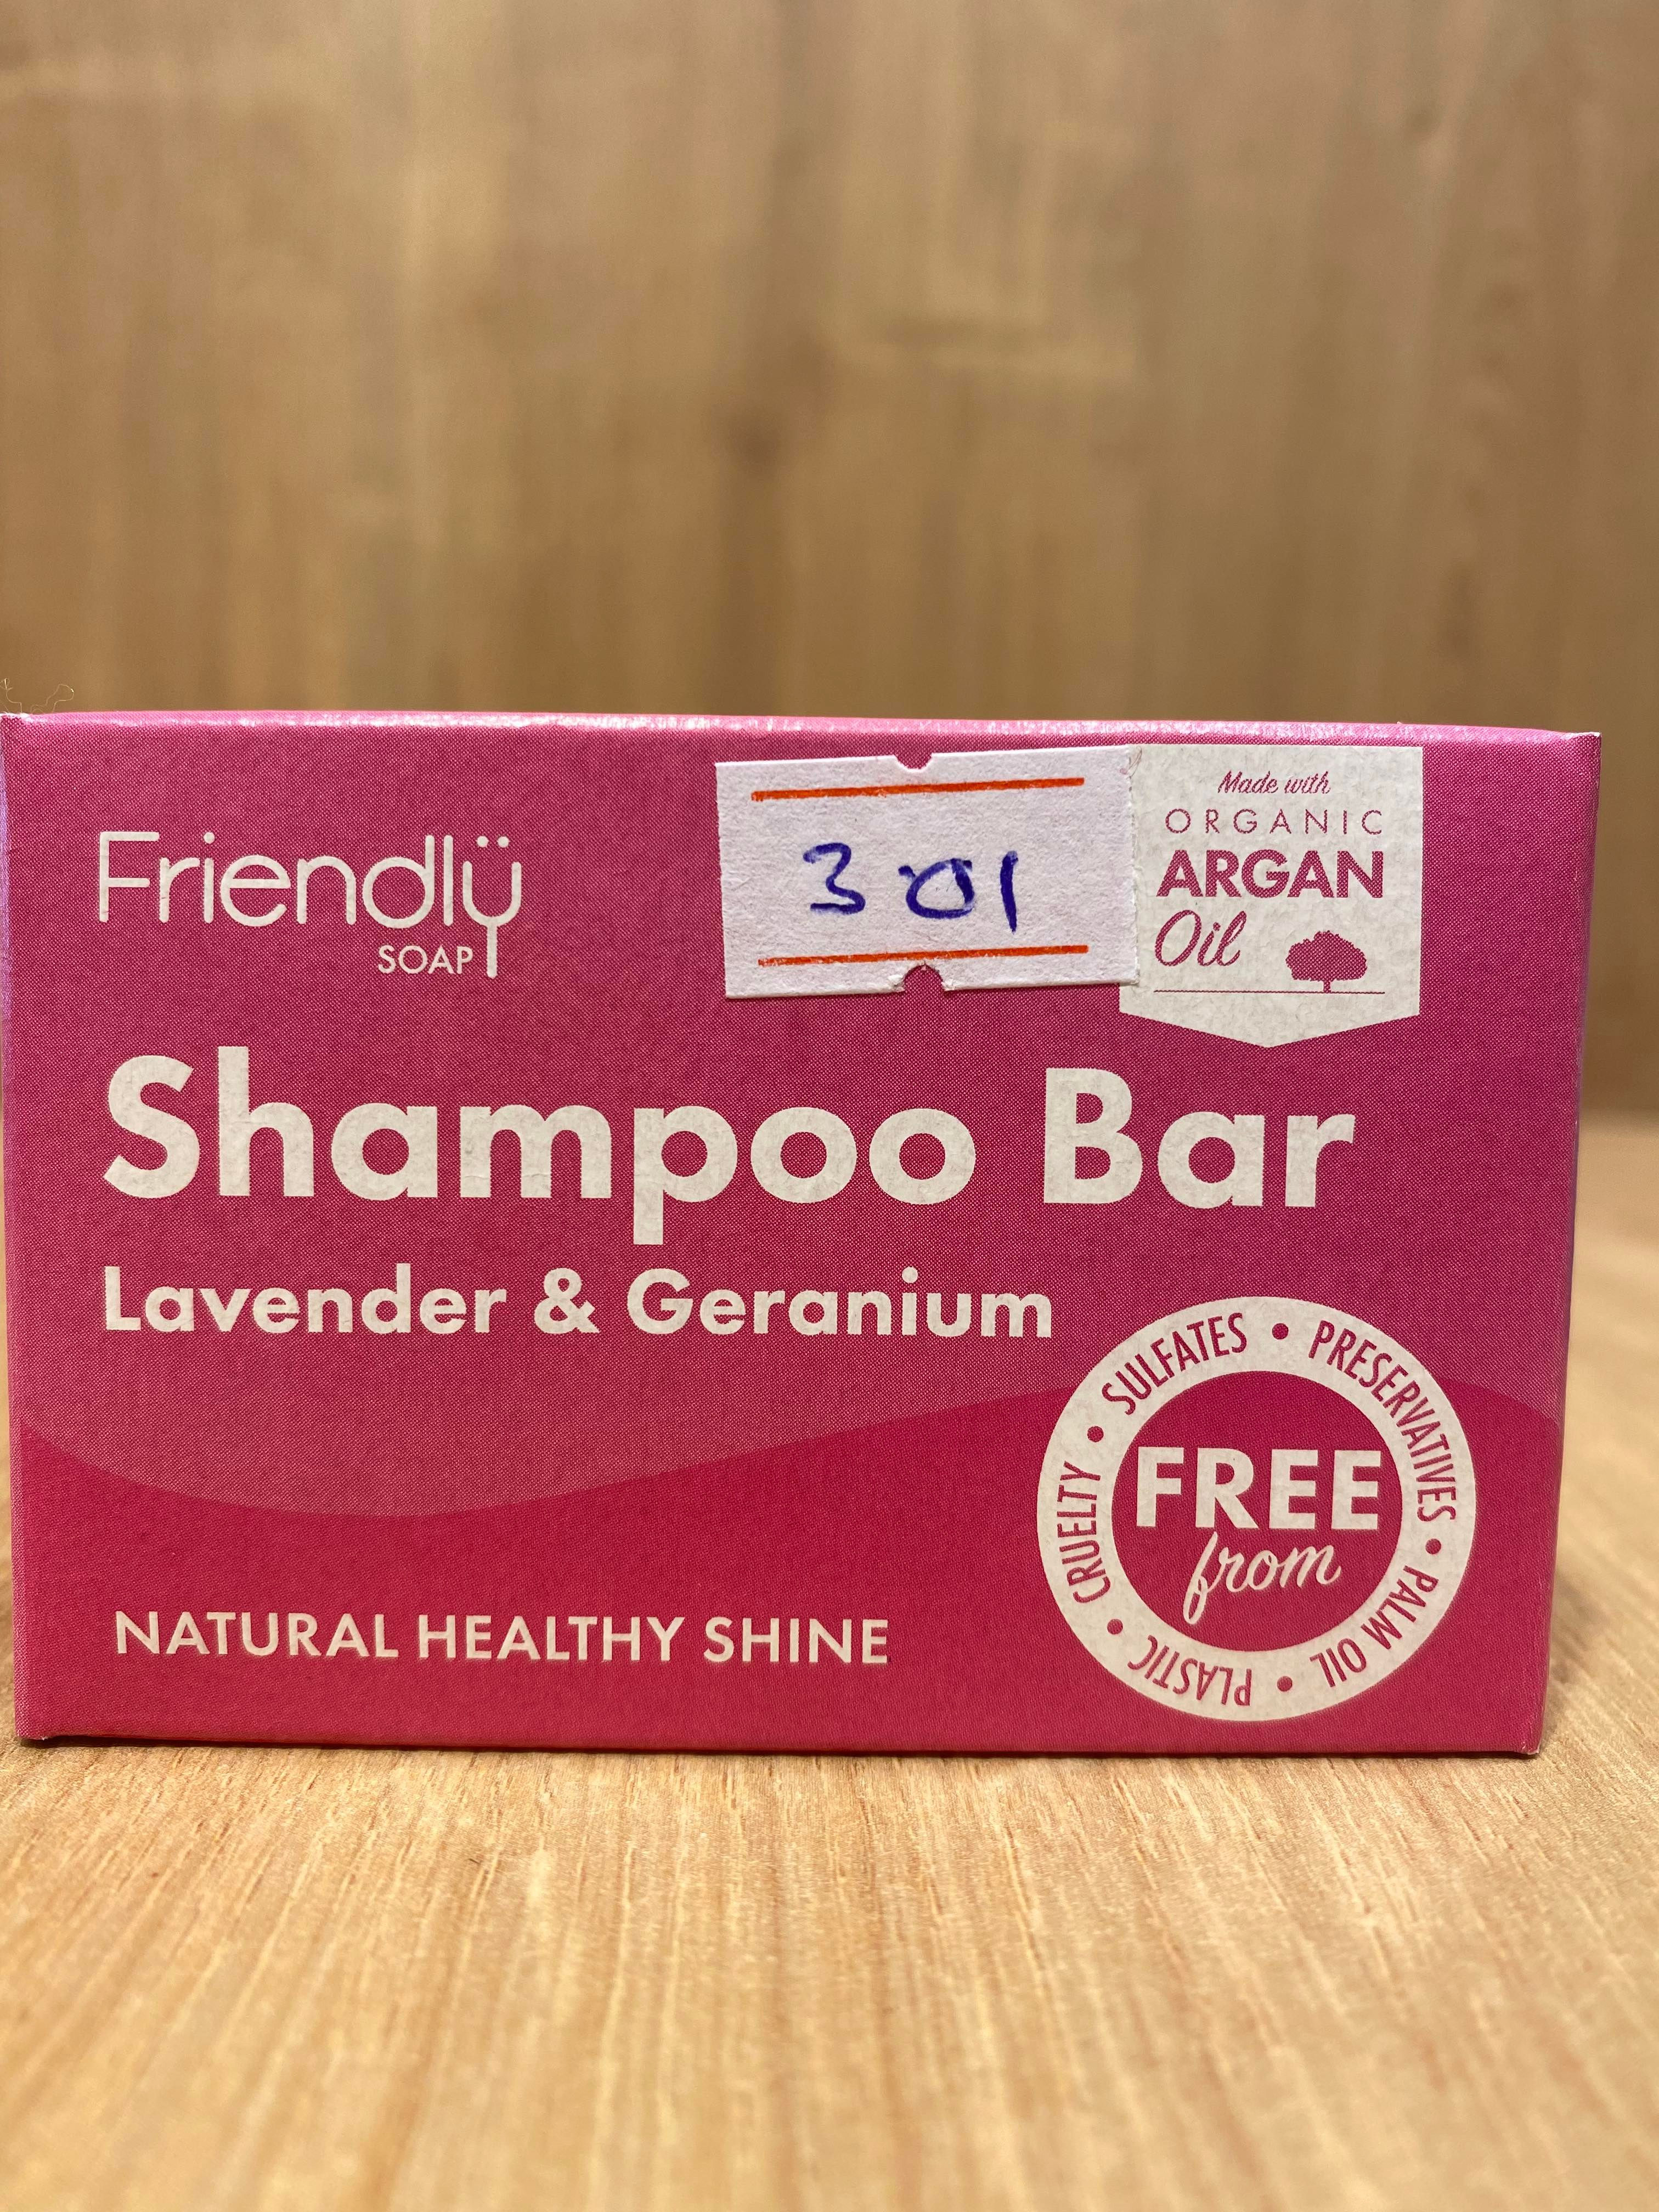 Friendlÿ
SOAP
3.01
Made with
ORGANIC
ARGAN
Oil
Shampoo Bar
Lavender & Geranium
NATURAL HEALTHY SHINE
FREE
from
CRUELTY • SULFATES • PRESERVATIVES • PALM OIL • PLASTIC •